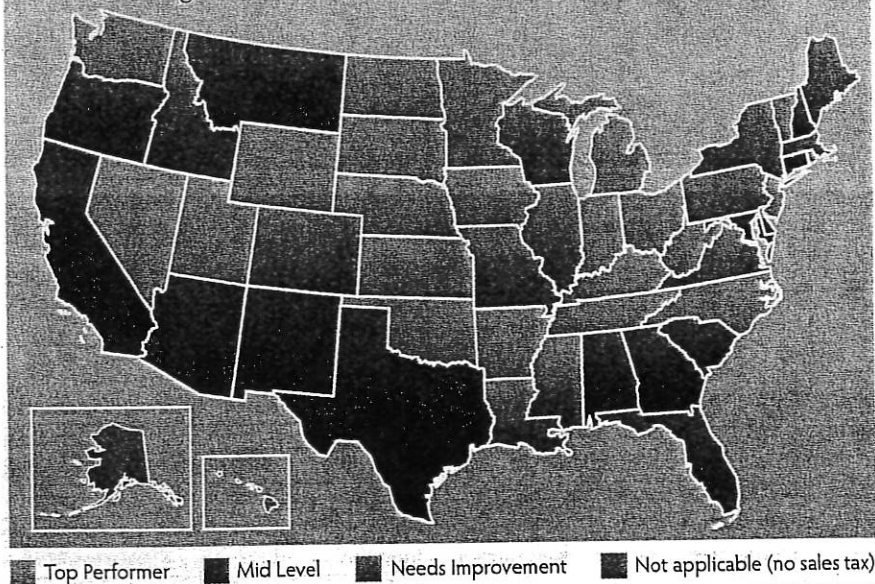 Top Performer Mid Level Needs Improvement Not applicable (no sales tax)